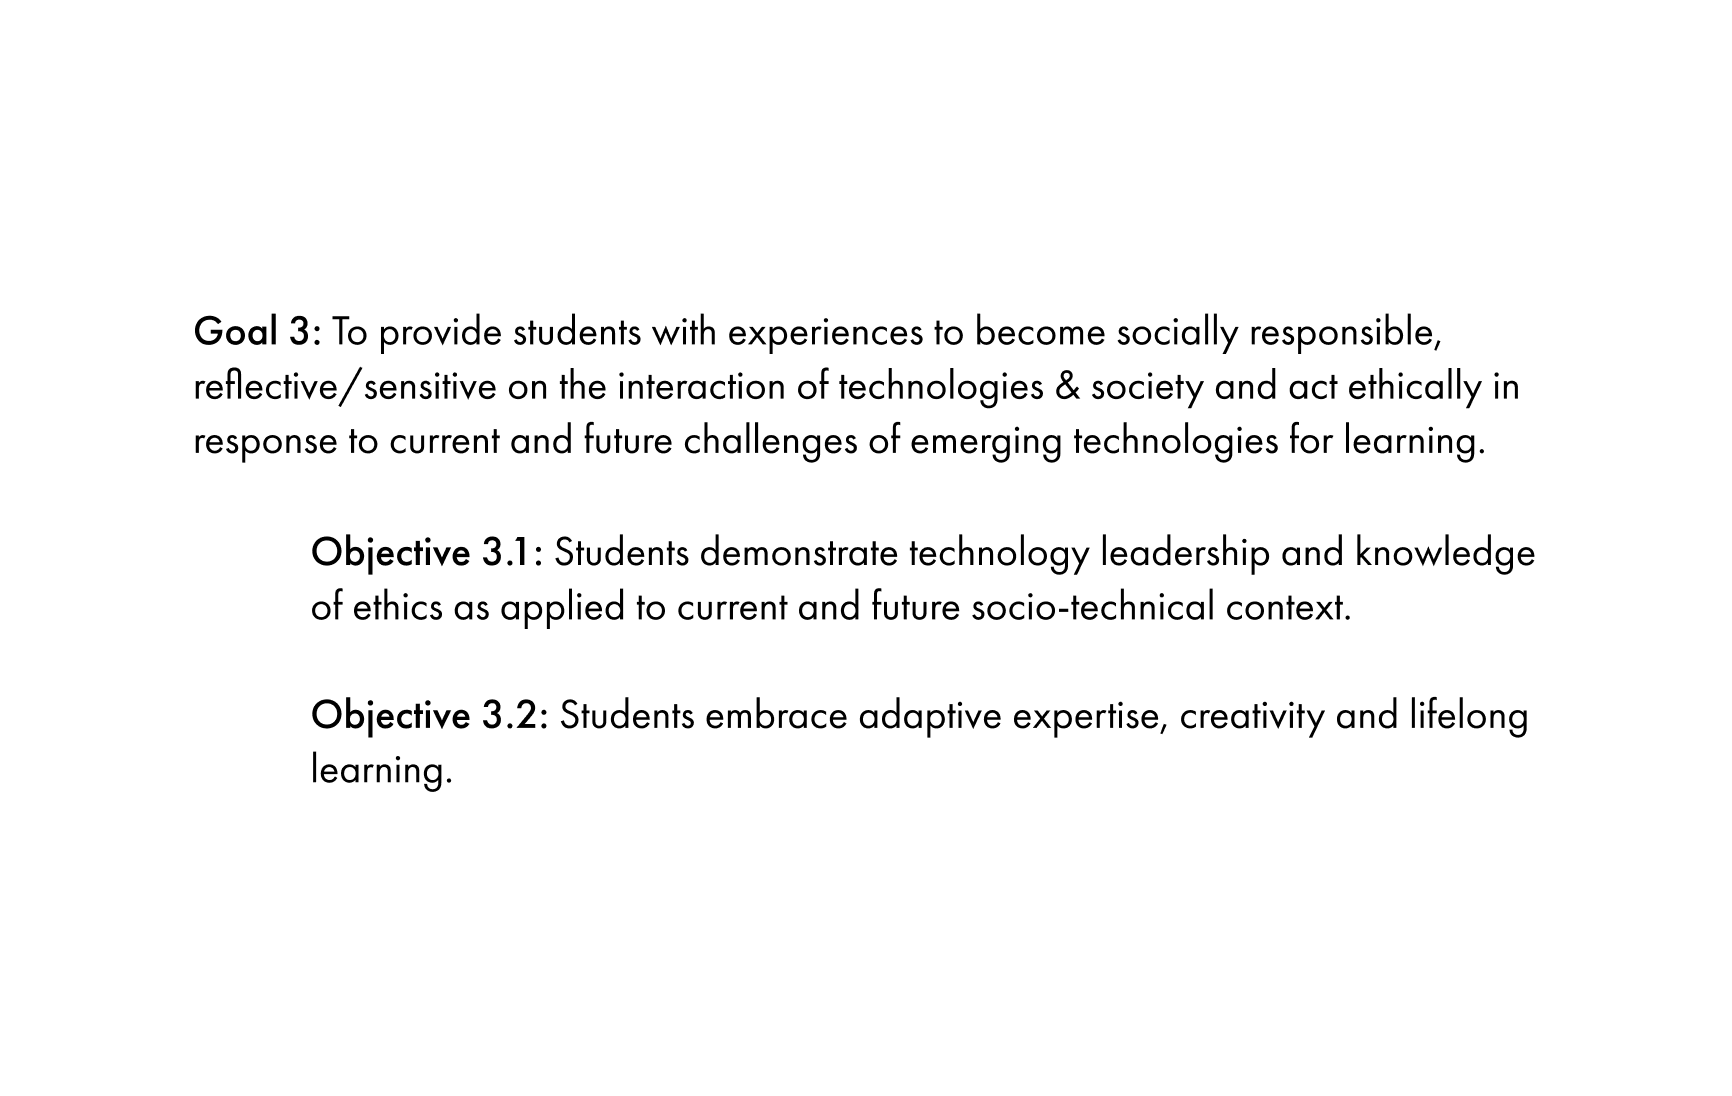 Goal 3: To provide students with experiences to become socially responsible,
reflective/sensitive on the interaction of technologies & society and act ethically in
response to current and future challenges of emerging technologies for learning.
Objective 3.1: Students demonstrate technology leadership and knowledge
of ethics as applied to current and future socio-technical context.
Objective 3.2: Students embrace adaptive expertise, creativity and lifelong
learning.